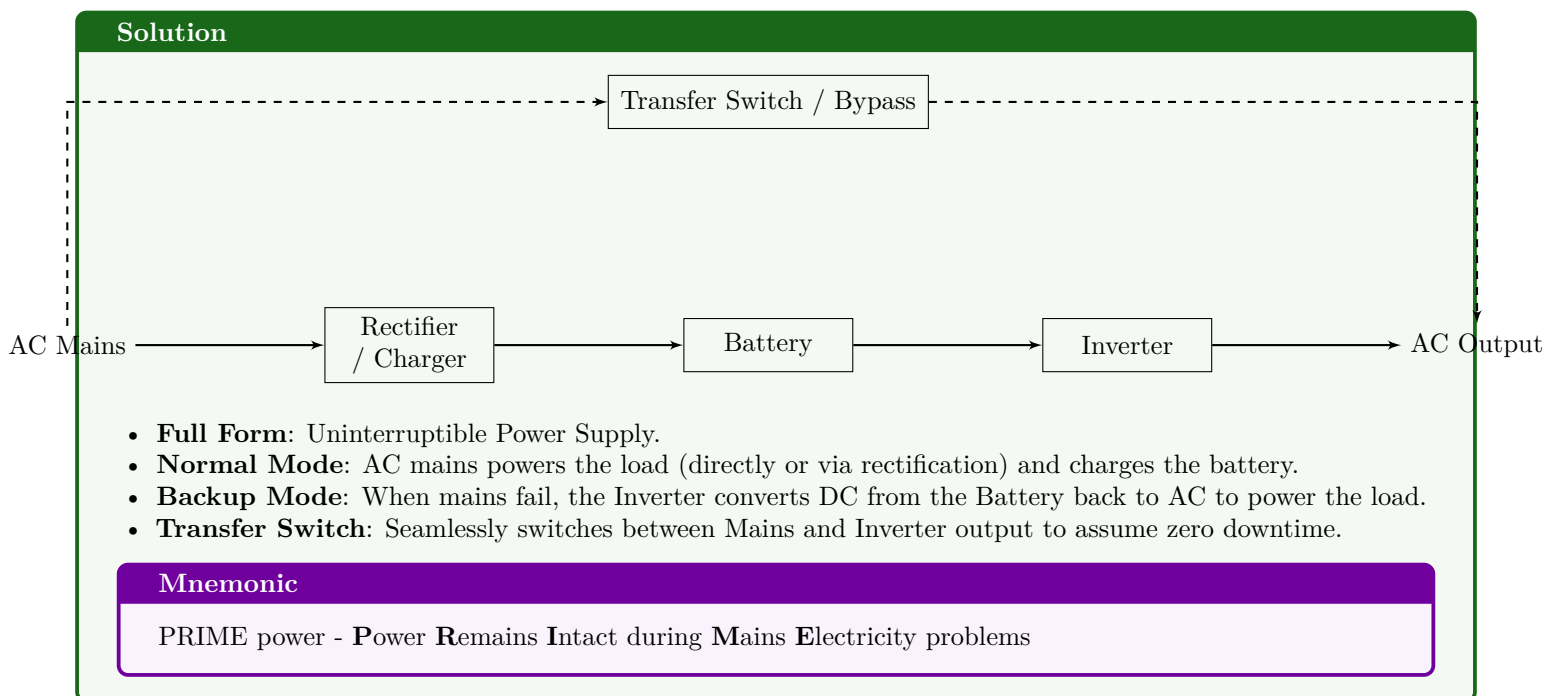 Solution
Transfer Switch / Bypass
AC Mains
Rectifier
/ Charger
Battery
Inverter
AC Output
• Full Form: Uninterruptible Power Supply.
• Normal Mode: AC mains powers the load (directly or via rectification) and charges the battery.
• Backup Mode: When mains fail, the Inverter converts DC from the Battery back to AC to power the load.
• Transfer Switch: Seamlessly switches between Mains and Inverter output to assume zero downtime.
Mnemonic
PRIME power - Power Remains Intact during Mains Electricity problems